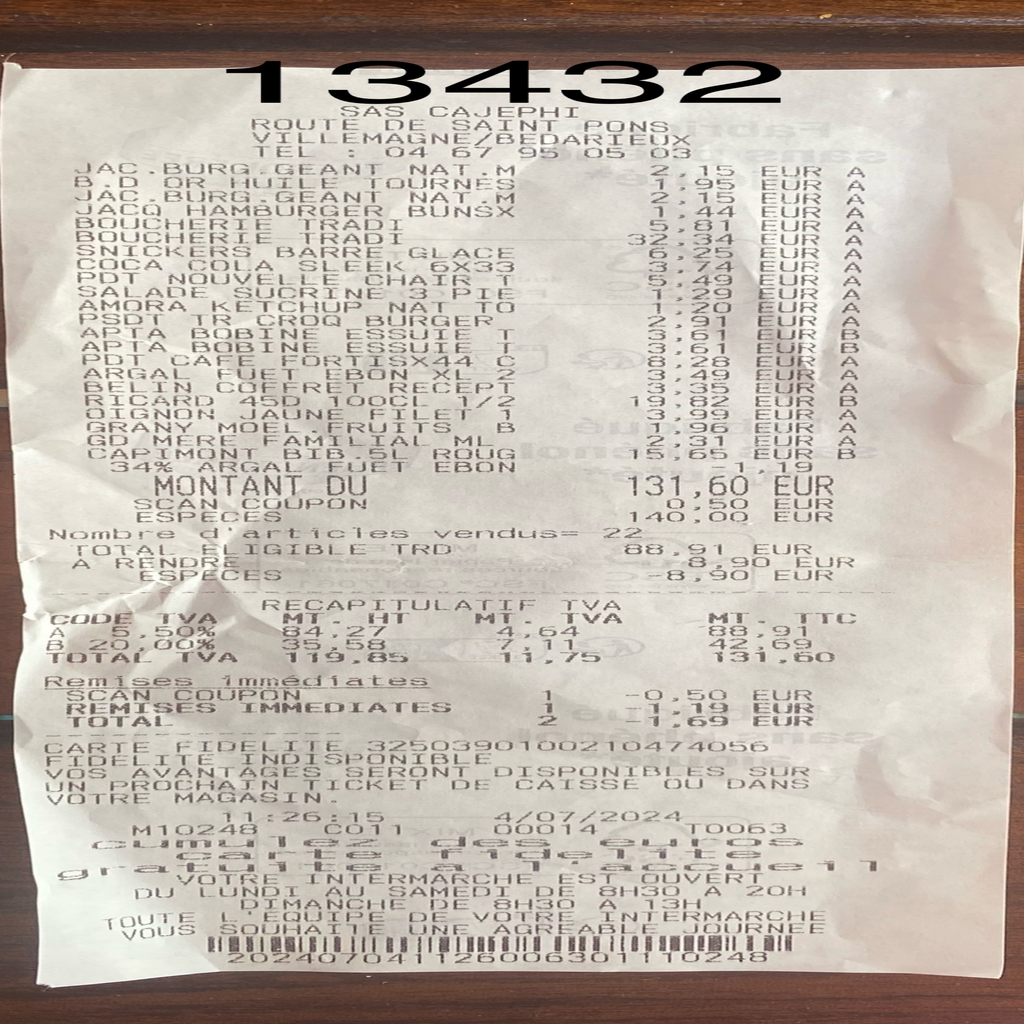 13432
SAS CAJEPHI
ROUTE DE SAINT PONS
VILLEMAGNE/BEDARIEUX
TEL : 04 67 95 05 03
JAC.BURG.GEANT NAT.M 2,15 EUR A
B.D OR HUILE TOURNES 1,95 EUR A
JAC.BURG.GEANT NAT.M 2,15 EUR A
JACQ HAMBURGER BUNSX 1,44 EUR A
BOUCHERIE TRADI 5,81 EUR A
BOUCHERIE TRADI 32,34 EUR A
SNICKERS BARRE GLACE 6,25 EUR A
COCA COLA SLEEK 6X33 3,74 EUR A
PDT NOUVELLE CHAIR T 5,49 EUR A
SALADE SUCRINE 3 PIE 1,29 EUR A
AMORA KETCHUP NAT TO 1,20 EUR A
PSDT TR CROQ BURGER 2,91 EUR A
APTA BOBINE ESSUIE T 3,61 EUR B
APTA BOBINE ESSUIE T 3,61 EUR B
PDT CAFE FORTISX44 C 8,28 EUR A
ARGAL FUET EBON XL 2 3,49 EUR A
BELIN COFFRET RECEPT 3,35 EUR A
RICARD 45D 100CL 1/2 19,82 EUR B
OIGNON JAUNE FILET 1 3,99 EUR A
GRANY MOEL.FRUITS B 1,96 EUR A
GD MERE FAMILIAL ML 2,31 EUR A
CAPIMONT BIB.5L ROUG 15,65 EUR B
34% ARGAL FUET EBON -1,19
MONTANT DU 131,60 EUR
SCAN COUPON 0,50 EUR
ESPECES 140,00 EUR
Nombre d'articles vendus= 22
TOTAL ELIGIBLE TRD 88,91 EUR
A RENDRE 8,90 EUR
ESPECES -8,90 EUR
RECAPITULATIF TVA
CODE TVA MT. HT MT. TVA MT. TTC
A 5,50% 84,27 4,64 88,91
B 20,00% 35,58 7,11 42,69
TOTAL TVA 119,85 11,75 131,60
Remises immédiates
SCAN COUPON 1 -0,50 EUR
REMISES IMMEDIATES 1 -1,19 EUR
TOTAL 2 -1,69 EUR
CARTE FIDELITE 3250390100210474056
FIDELITE INDISPONIBLE
VOS AVANTAGES SERONT DISPONIBLES SUR
UN PROCHAIN TICKET DE CAISSE OU DANS
VOTRE MAGASIN.
11:26:15 4/07/2024
M10248 C011 00014 T0063
cumulez des euros
carte fidelite
gratuite a l'accueil
VOTRE INTERMARCHE EST OUVERT
DU LUNDI AU SAMEDI DE 8H30 A 20H
DIMANCHE DE 8H30 A 13H
TOUTE L'EQUIPE DE VOTRE INTERMARCHE
VOUS SOUHAITE UNE AGREABLE JOURNEE
202407041126006301110248